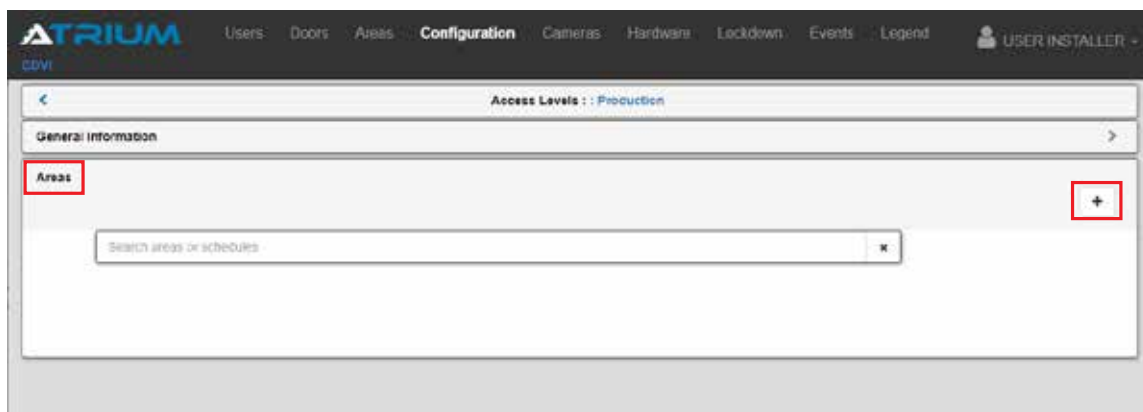 ATRIUM Users Doors Areas Configuration Cameras Hardware Lockdown Events Legend USER INSTALLER
CDVI
Access Levels : : Production
General Information
Areas
Search areas or schedules